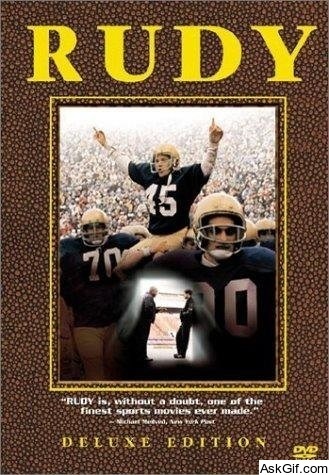 RUDY
45
70
90
"RUDY is, without a doubt, one of the
finest sports movies ever made."
- Michael Medved, New York Post
DELUXE EDITION
DVD
AskGif.com